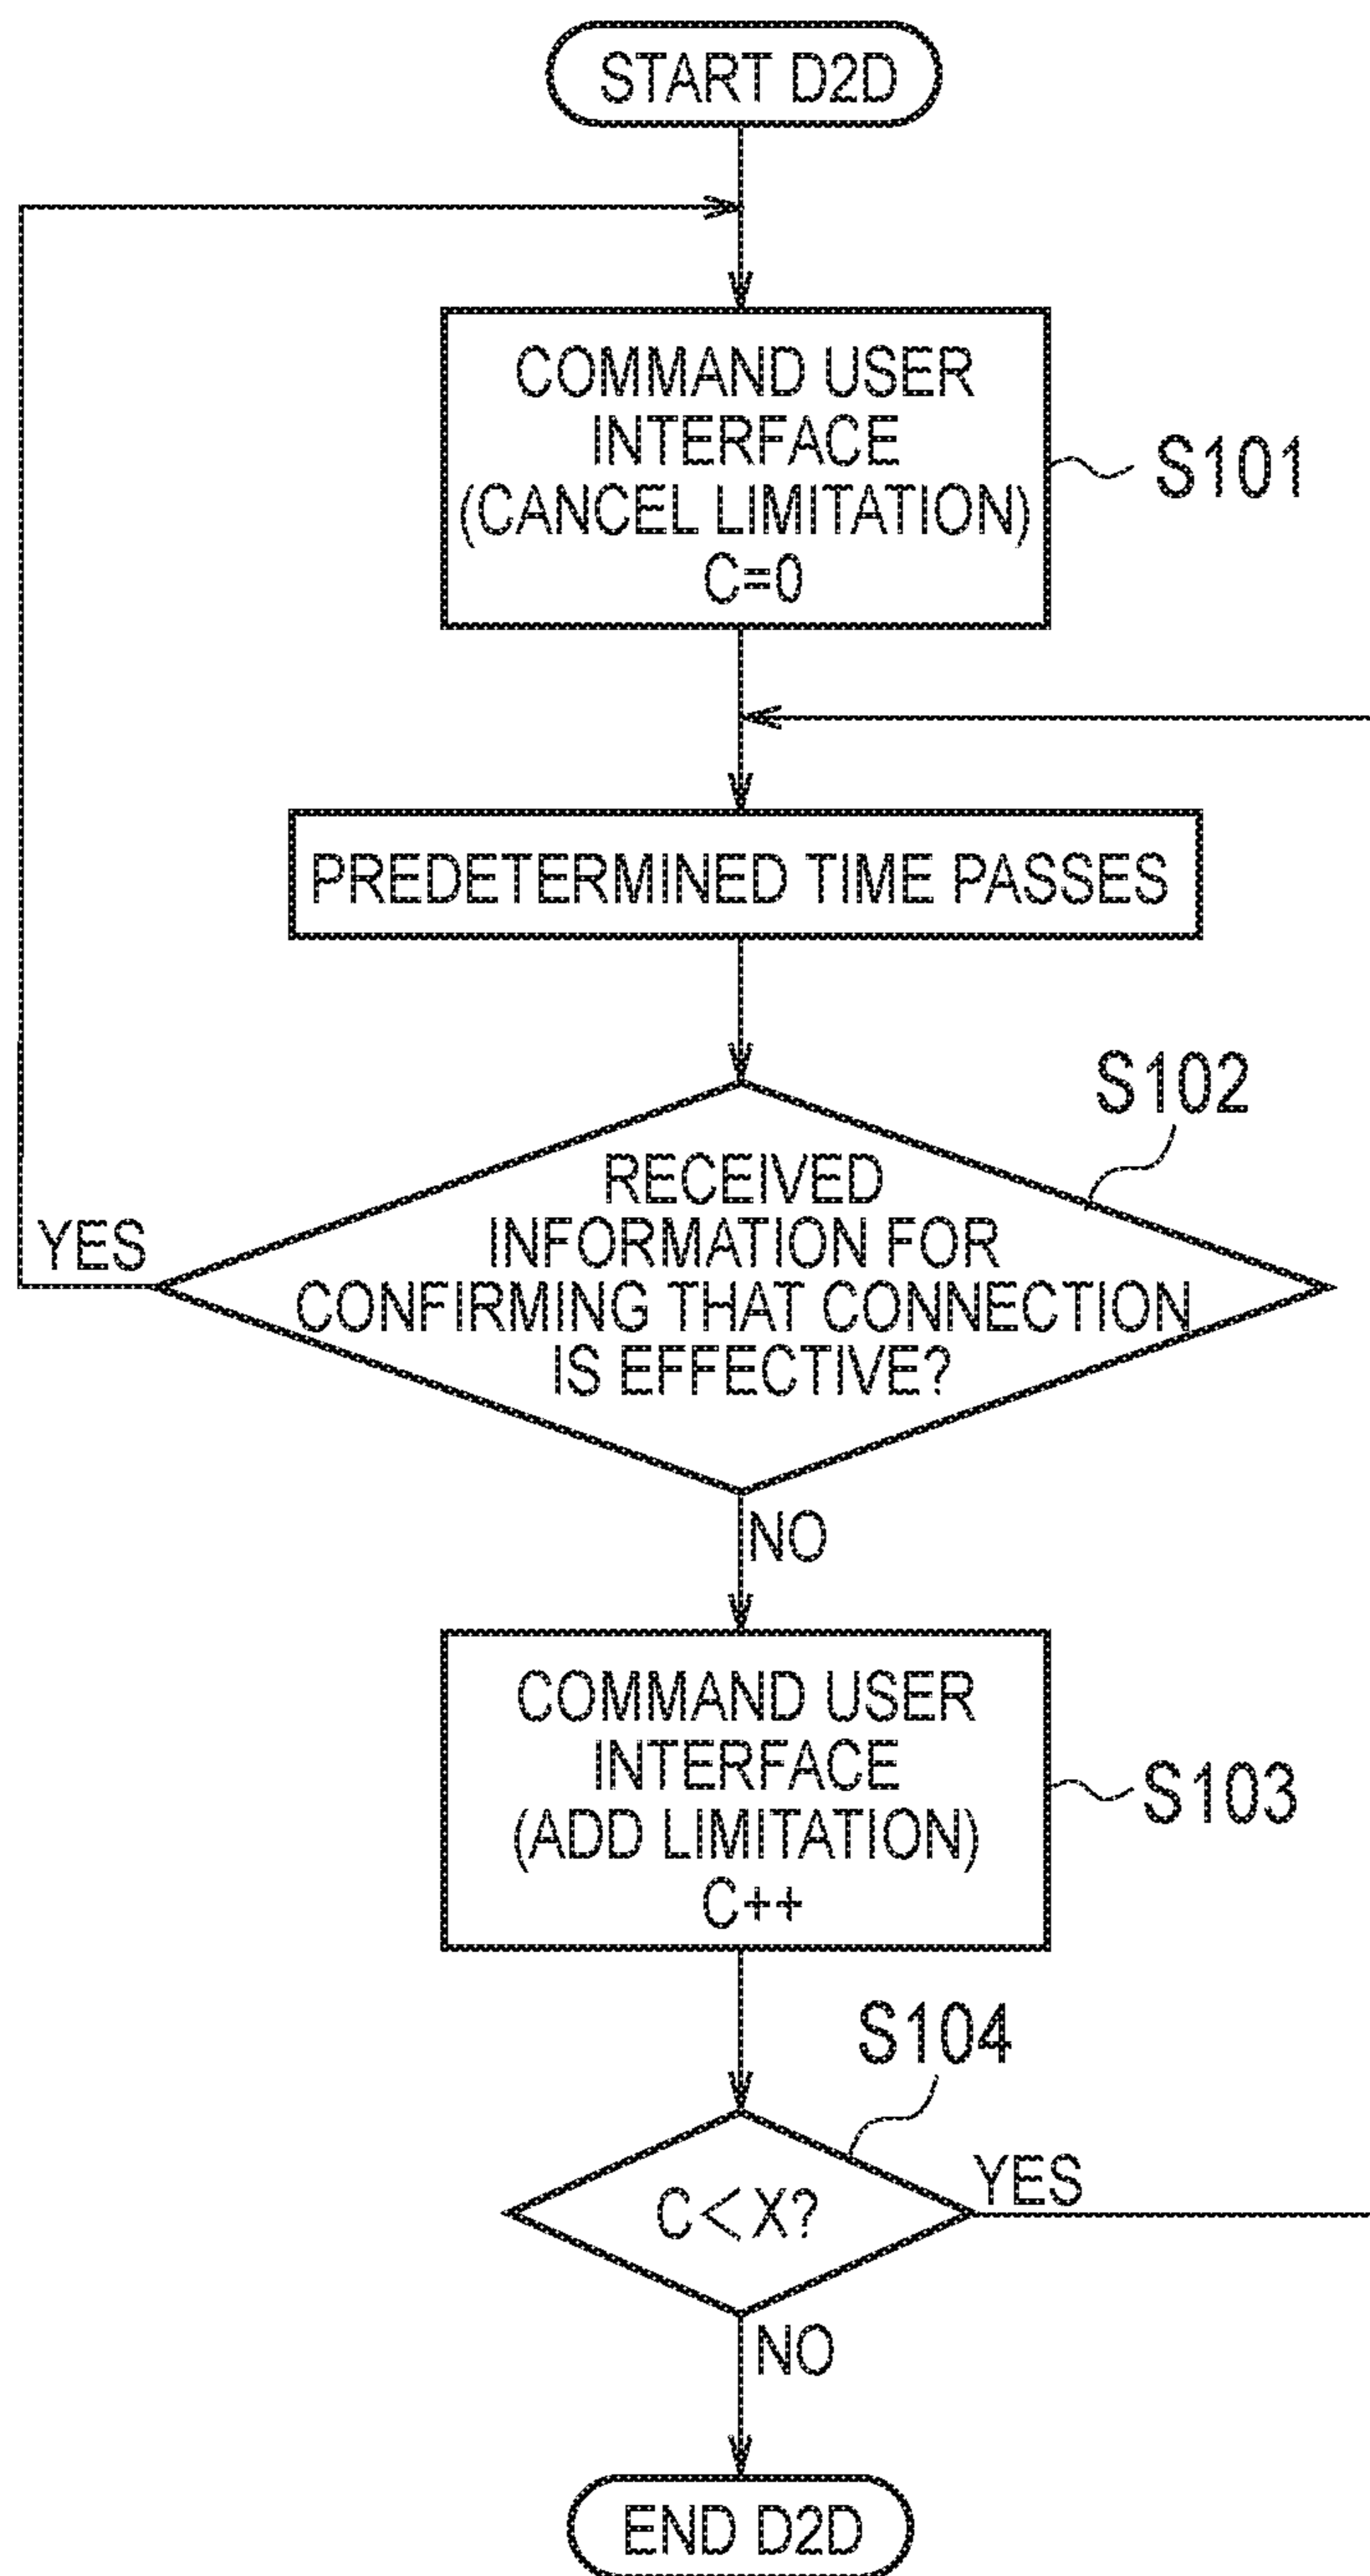 START D2D
COMMAND USER
INTERFACE
(CANCEL LIMITATION)
C=0
S101
PREDETERMINED TIME PASSES
S102
RECEIVED
INFORMATION FOR
CONFIRMING THAT CONNECTION
IS EFFECTIVE?
YES
NO
COMMAND USER
INTERFACE
(ADD LIMITATION)
C++
S103
S104
C<X?
YES
NO
END D2D